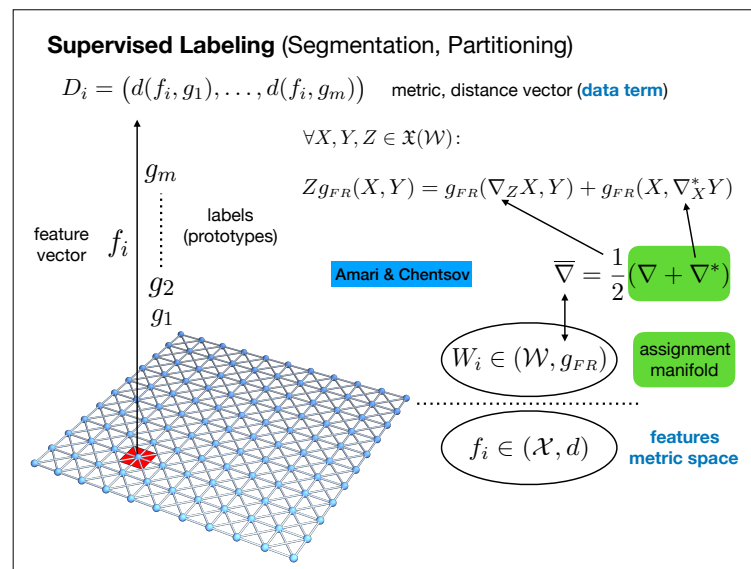 Supervised Labeling (Segmentation, Partitioning)
D_i = (d(f_i, g_1), . . . , d(f_i, g_m)) metric, distance vector (data term)
∀X, Y, Z ∈ 𝔛(𝒲):
g_m
Zg_FR(X, Y) = g_FR(∇_Z X, Y) + g_FR(X, ∇*_X Y)
labels
(prototypes)
feature
vector
f_i
Amari & Chentsov
∇̅ = 1/2 (∇ + ∇*)
g_2
g_1
W_i ∈ (𝒲, g_FR)
assignment
manifold
f_i ∈ (𝒳, d)
features
metric space